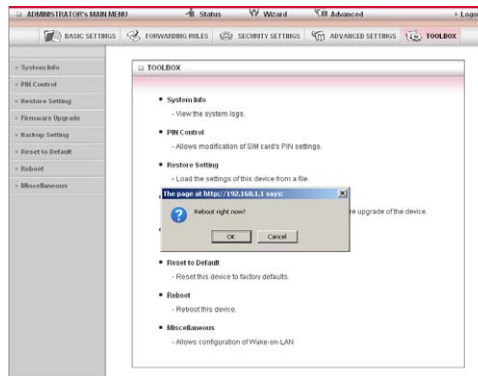 ADMINISTRATOR's MAIN MENU
Status
Wizard
Advanced
Logo
BASIC SETTINGS
FORWARDING RULES
SECURITY SETTINGS
ADVANCED SETTINGS
TOOLBOX
System Info
PIN Control
Restore Setting
Firmware Upgrade
Backup Setting
Reset to Default
Reboot
Miscellaneous
TOOLBOX
System Info
- View the system logs.
PIN Control
- Allows modification of SIM card's PIN settings.
Restore Setting
- Load the settings of this device from a file.
The page at http://192.168.1.1 says:
Reboot right now?
re upgrade of the device.
OK Cancel
Reset to Default
- Reset this device to factory defaults.
Reboot
- Reboot this device.
Miscellaneous
- Allows configuration of Wake-on-LAN